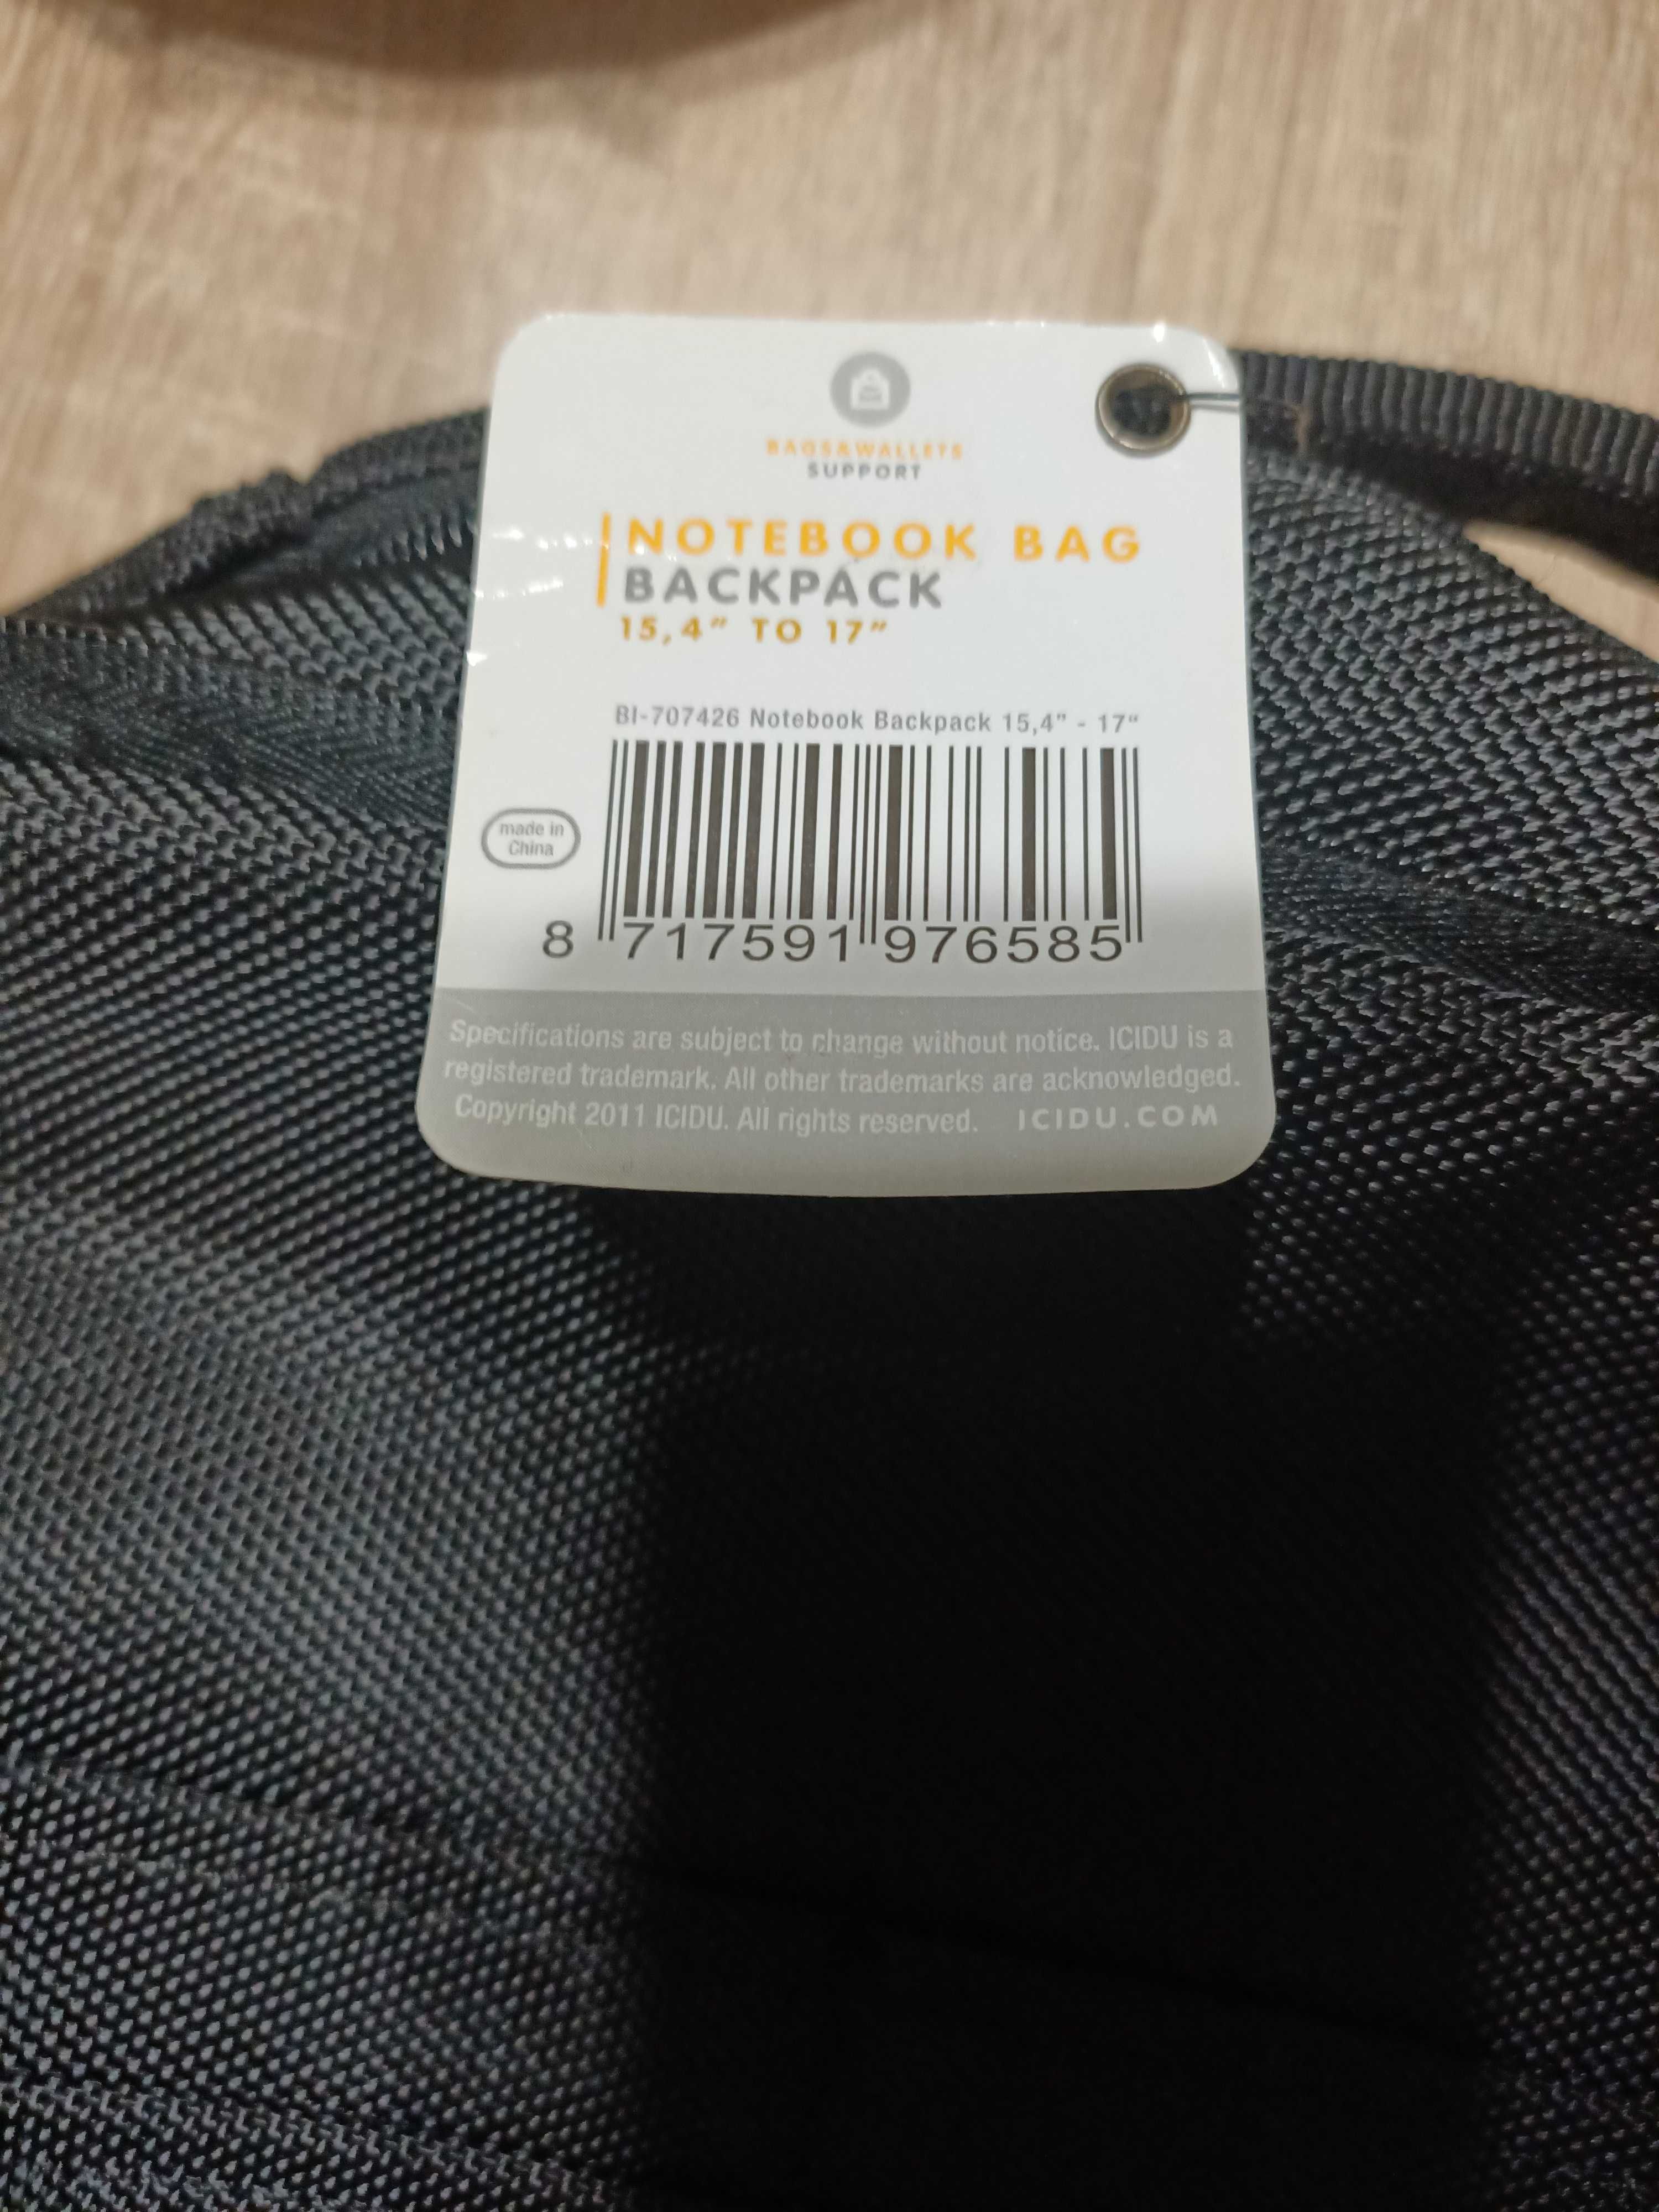 BAGS&WALLETS
SUPPORT
NOTEBOOK BAG
BACKPACK
15,4” TO 17”
BI-707426 Notebook Backpack 15,4” - 17“
made in
China
8 717591 976585
Specifications are subject to change without notice. ICIDU is a
registered trademark. All other trademarks are acknowledged.
Copyright 2011 ICIDU. All rights reserved. ICIDU.COM